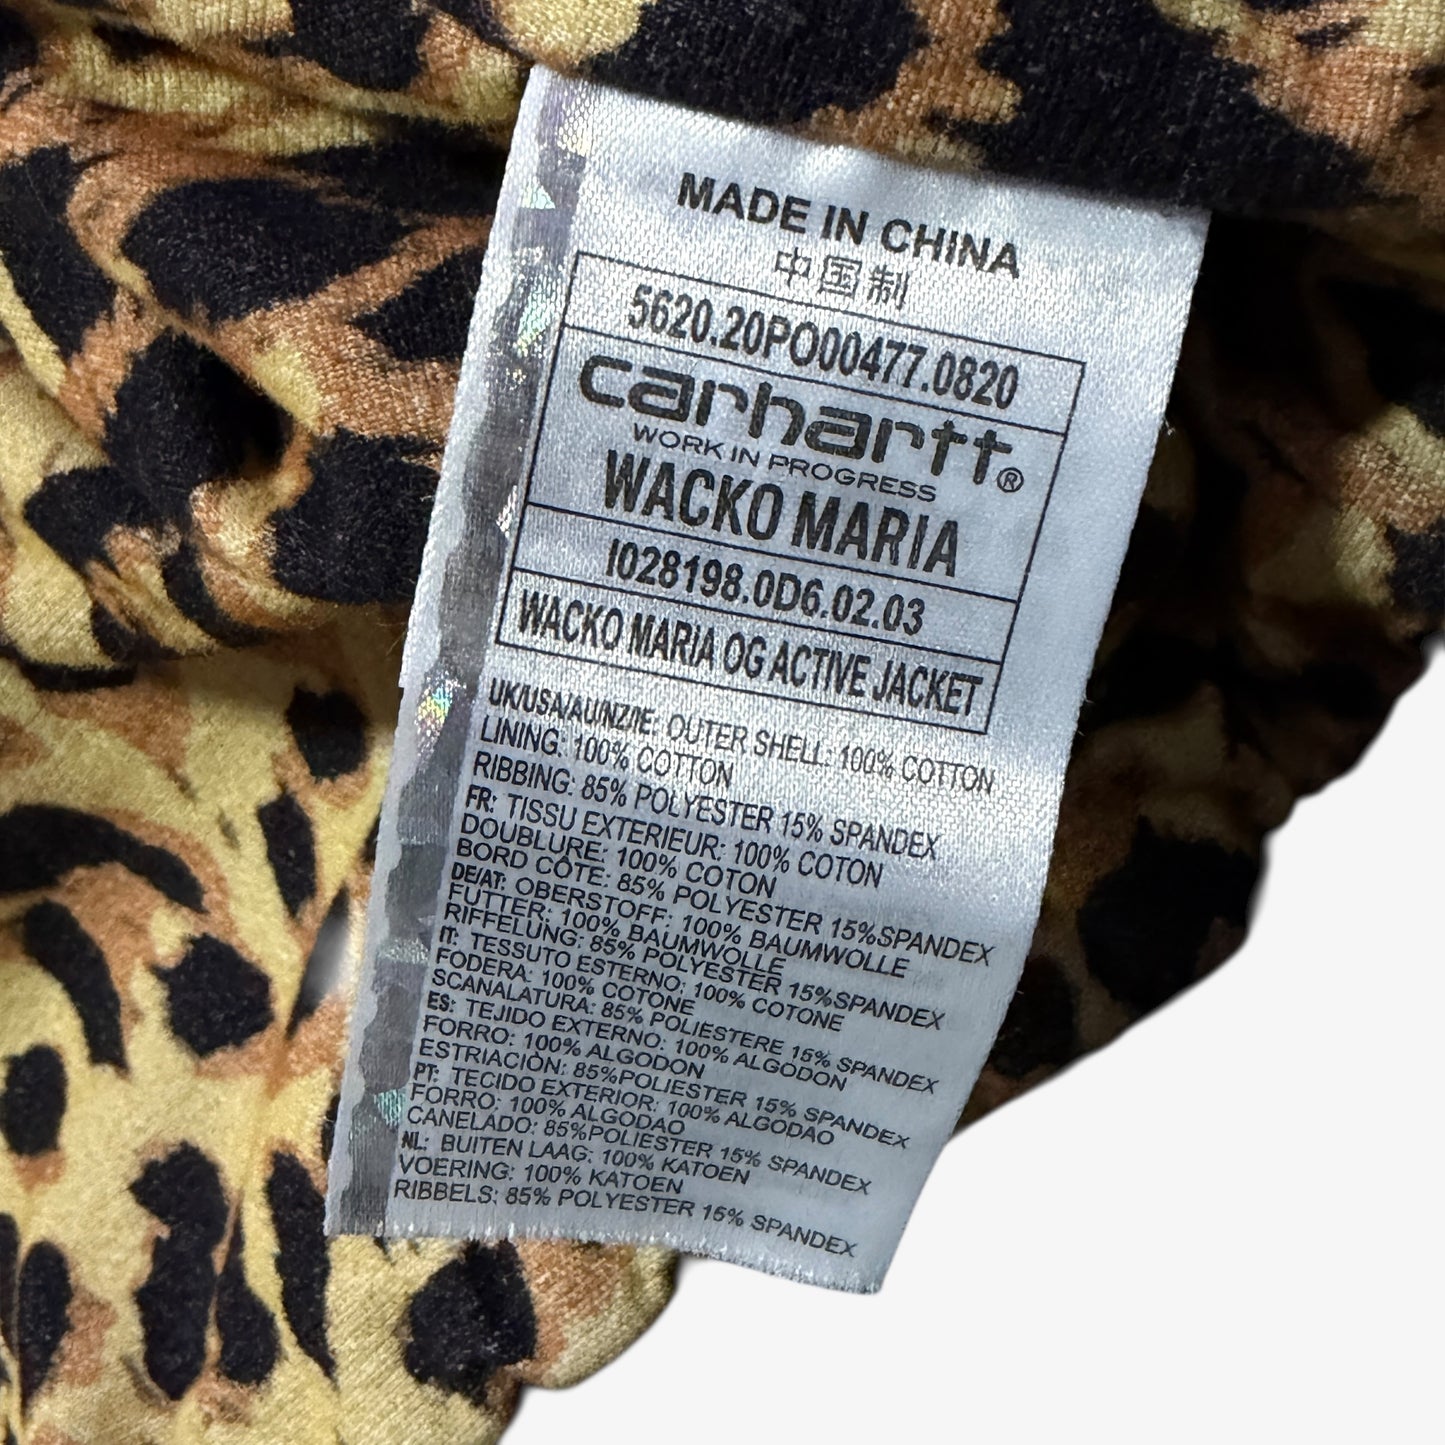 MADE IN CHINA
中国制
5620.20PO00477.0820
carhartt®
WORK IN PROGRESS
WACKO MARIA
I028198.0D6.02.03
WACKO MARIA OG ACTIVE JACKET
UK/USA/AU/NZ/IE: OUTER SHELL: 100% COTTON
LINING: 100% COTTON
RIBBING: 85% POLYESTER 15% SPANDEX
FR: TISSU EXTERIEUR: 100% COTON
DOUBLURE: 100% COTON
BORD CÔTE: 85% POLYESTER 15%SPANDEX
DE/AT: OBERSTOFF: 100% BAUMWOLLE
FUTTER: 100% BAUMWOLLE
RIFFELUNG: 85% POLYESTER 15%SPANDEX
IT: TESSUTO ESTERNO: 100% COTONE
FODERA: 100% COTONE
SCANALATURA: 85% POLIESTERE 15% SPANDEX
ES: TEJIDO EXTERNO: 100% ALGODON
FORRO: 100% ALGODON
ESTRIACIÓN: 85%POLIESTER 15% SPANDEX
PT: TECIDO EXTERIOR: 100% ALGODAO
FORRO: 100% ALGODAO
CANELADO: 85%POLIESTER 15% SPANDEX
NL: BUITEN LAAG: 100% KATOEN
VOERING: 100% KATOEN
RIBBELS: 85% POLYESTER 15% SPANDEX